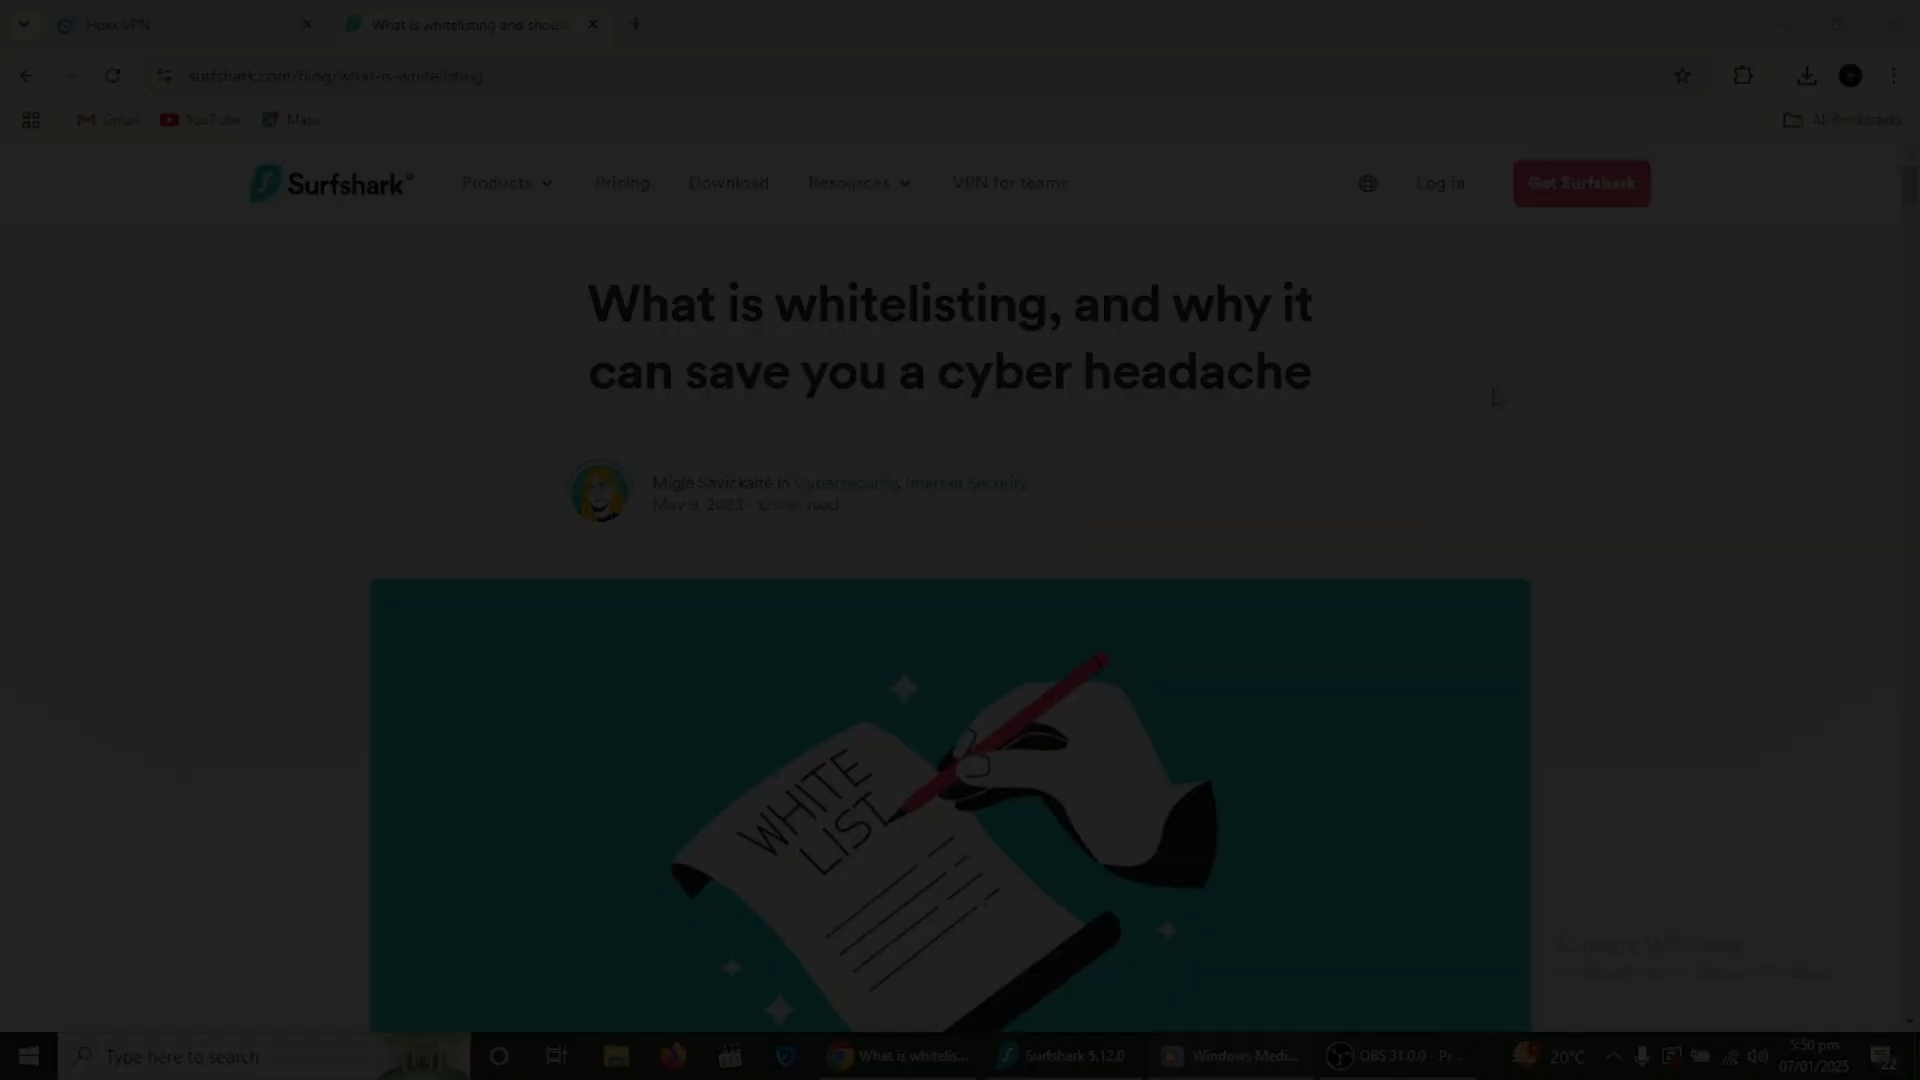 Hoxx VPN
What is whitelisting and shoul
surfshark.com/blog/what-is-whitelisting
Gmail
YouTube
Maps
All Bookmarks
Surfshark
Products
Pricing
Download
Resources
VPN for teams
Log in
Get Surfshark
What is whitelisting, and why it
can save you a cyber headache
Miglė Savickaitė in Cybersecurity, Internet Security
May 9, 2023 · 12 min read
WHITE
LIST
Type here to search
What is whitelis...
Surfshark 5.12.0
Windows Medi...
OBS 31.0.0 - Pr...
20°C
5:50 pm
07/01/2025
22